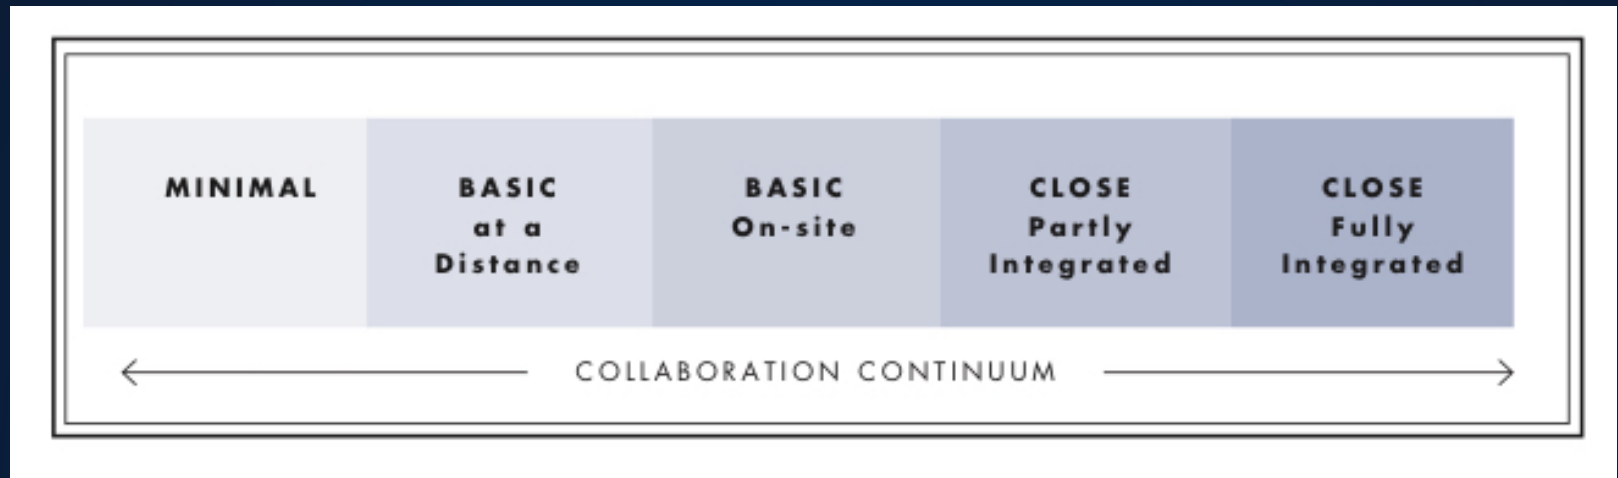 MINIMAL
BASIC
at a
Distance
BASIC
On-site
CLOSE
Partly
Integrated
CLOSE
Fully
Integrated
COLLABORATION CONTINUUM